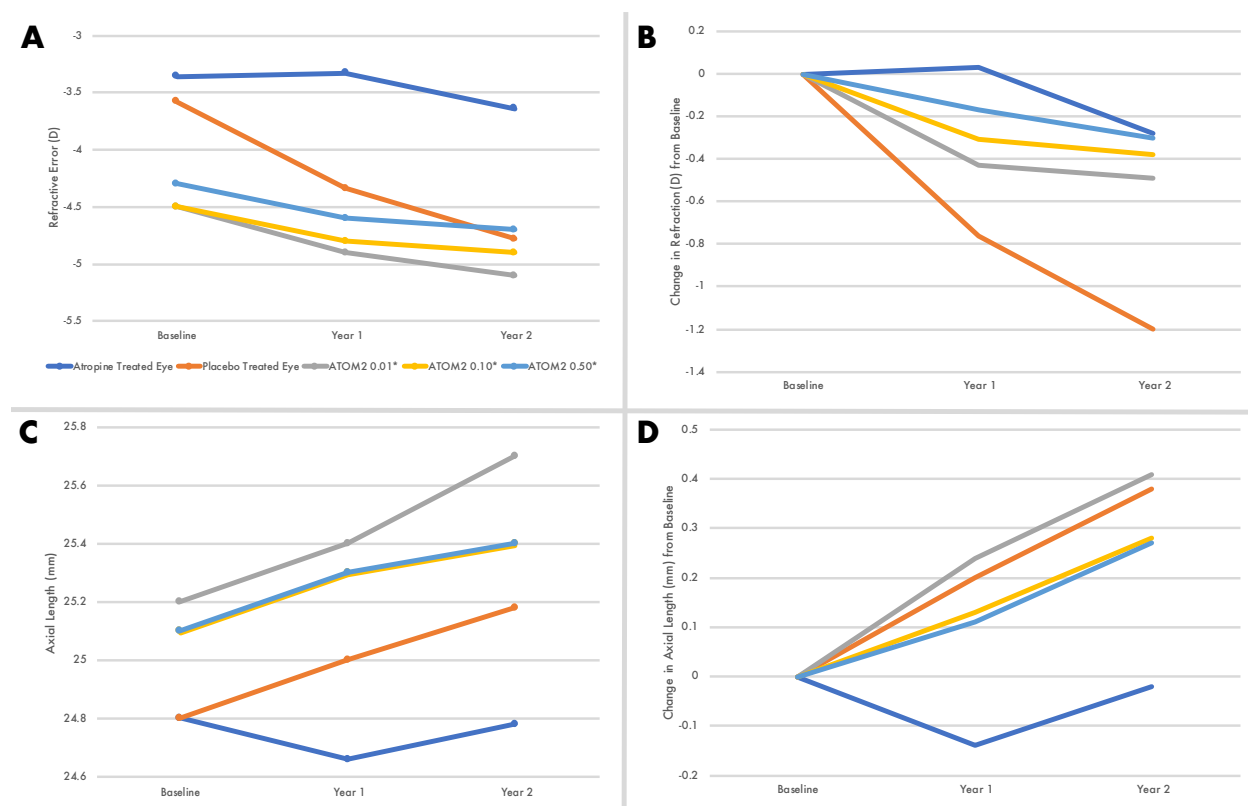 A
Refractive Error (D)
-3
-3.5
-4
-4.5
-5
-5.5
Baseline Year 1 Year 2
Atropine Treated Eye Placebo Treated Eye ATOM2 0.01* ATOM2 0.10* ATOM2 0.50*
B
Change in Refraction (D) from Baseline
0.2
0
-0.2
-0.4
-0.6
-0.8
-1
-1.2
-1.4
Baseline Year 1 Year 2
C
Axial Length (mm)
25.8
25.6
25.4
25.2
25
24.8
24.6
Baseline Year 1 Year 2
D
Change in Axial Length (mm) from Baseline
0.5
0.4
0.3
0.2
0.1
0
-0.1
-0.2
Baseline Year 1 Year 2